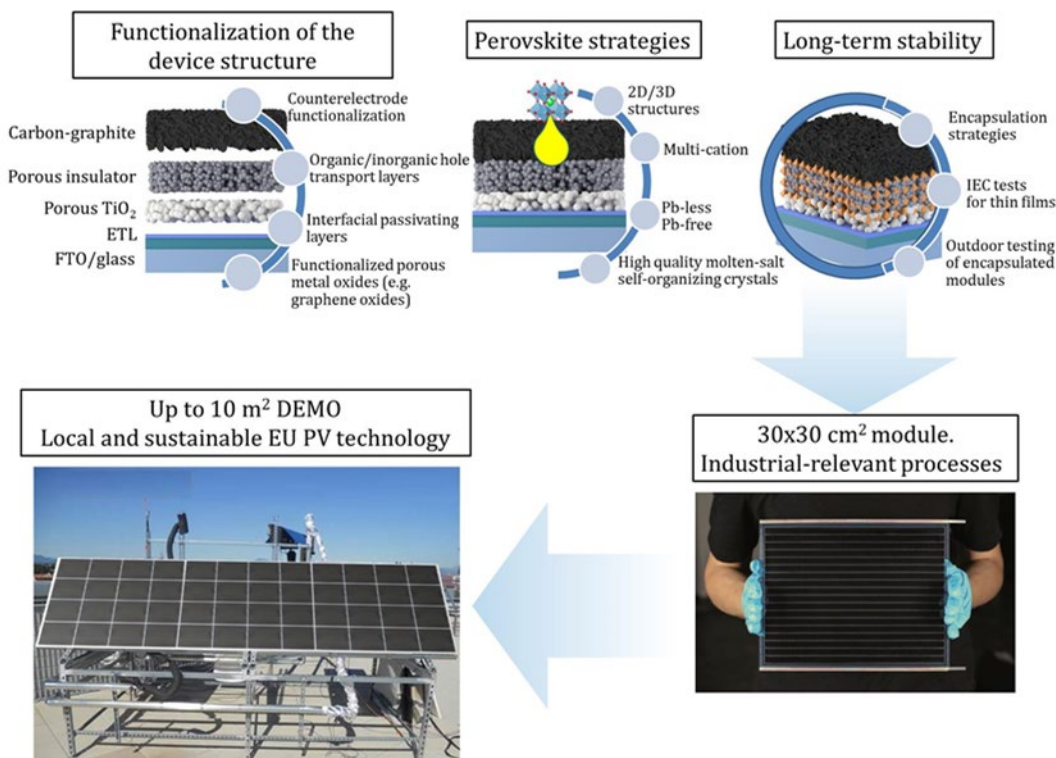 Functionalization of the
device structure
Carbon-graphite
Porous insulator
Porous TiO₂
ETL
FTO/glass
Counterelectrode
functionalization
Organic/inorganic hole
transport layers
Interfacial passivating
layers
Functionalized porous
metal oxides (e.g.
graphene oxides)
Perovskite strategies
2D/3D
structures
Multi-cation
Pb-less
Pb-free
High quality molten-salt
self-organizing crystals
Long-term stability
Encapsulation
strategies
IEC tests
for thin films
Outdoor testing
of encapsulated
modules
Up to 10 m² DEMO
Local and sustainable EU PV technology
30x30 cm² module.
Industrial-relevant processes